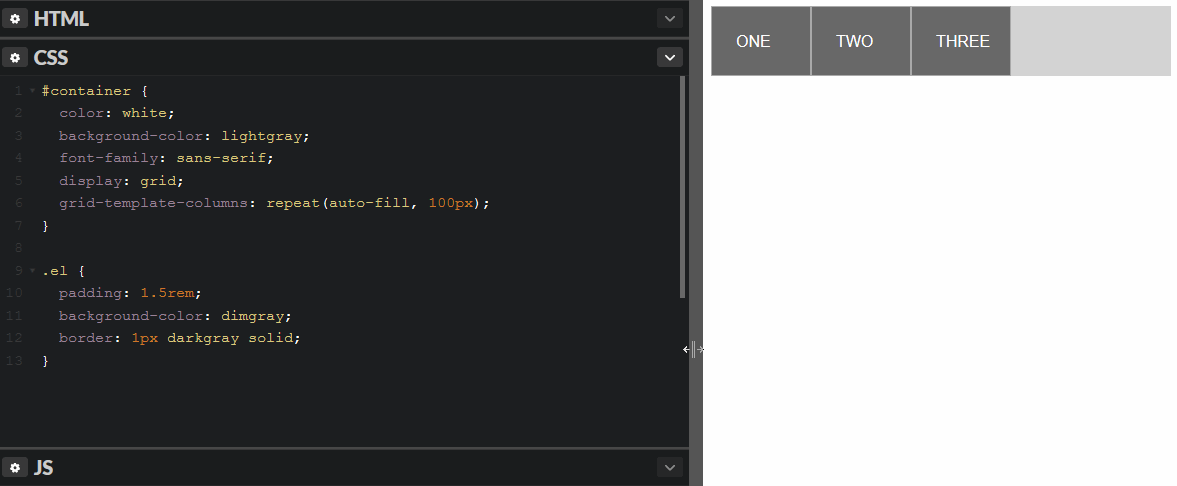 HTML
CSS
1 #container {
2 color: white;
3 background-color: lightgray;
4 font-family: sans-serif;
5 display: grid;
6 grid-template-columns: repeat(auto-fill, 100px);
7 }
8
9 .el {
10 padding: 1.5rem;
11 background-color: dimgray;
12 border: 1px darkgray solid;
13 }
JS
ONE TWO THREE